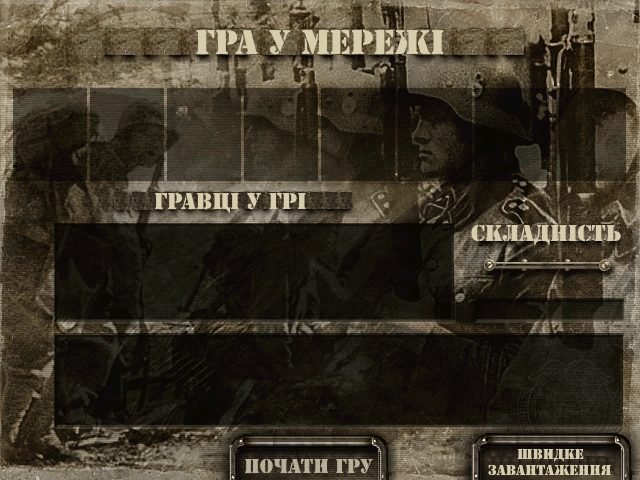 ГРА У МЕРЕЖІ
ГРАВЦІ У ГРІ
СКЛАДНІСТЬ
ПОЧАТИ ГРУ
ШВИДКЕ
ЗАВАНТАЖЕННЯ